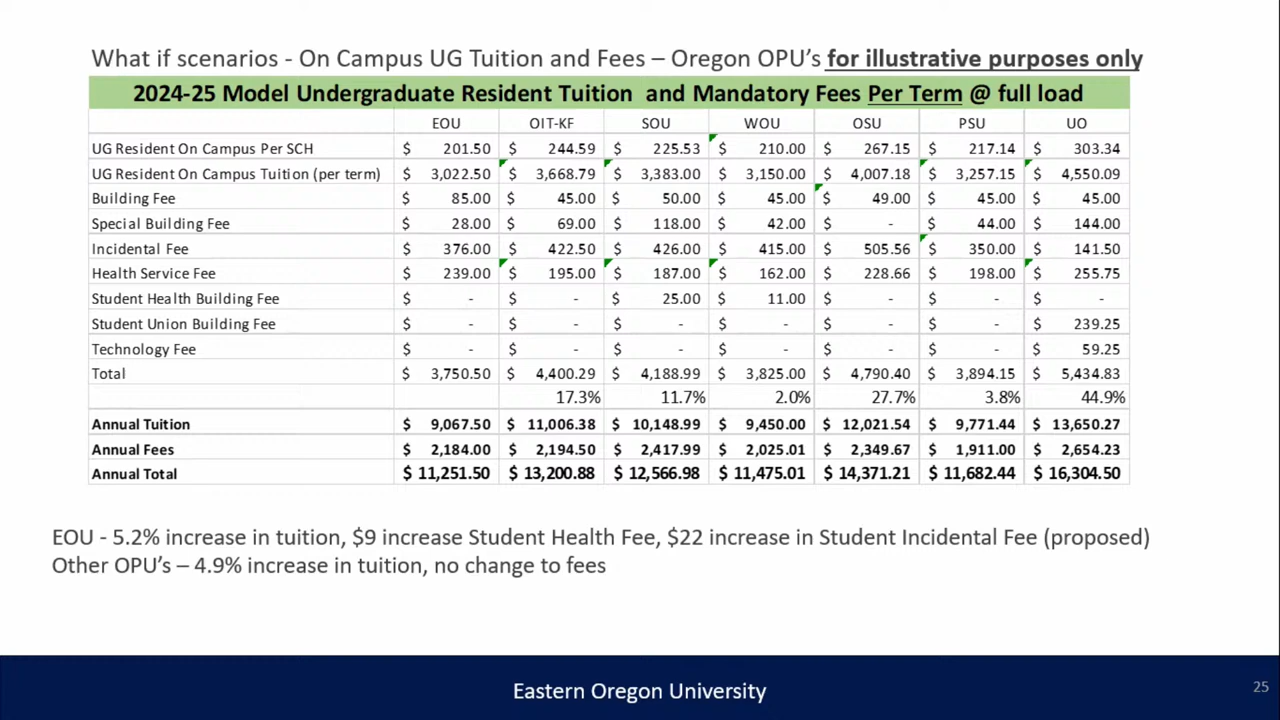 What if scenarios - On Campus UG Tuition and Fees – Oregon OPU's for illustrative purposes only
2024-25 Model Undergraduate Resident Tuition and Mandatory Fees Per Term @ full load
EOU OIT-KF SOU WOU OSU PSU UO
UG Resident On Campus Per SCH $ 201.50 $ 244.59 $ 225.53 $ 210.00 $ 267.15 $ 217.14 $ 303.34
UG Resident On Campus Tuition (per term) $ 3,022.50 $ 3,668.79 $ 3,383.00 $ 3,150.00 $ 4,007.18 $ 3,257.15 $ 4,550.09
Building Fee $ 85.00 $ 45.00 $ 50.00 $ 45.00 $ 49.00 $ 45.00 $ 45.00
Special Building Fee $ 28.00 $ 69.00 $ 118.00 $ 42.00 $ - $ 44.00 $ 144.00
Incidental Fee $ 376.00 $ 422.50 $ 426.00 $ 415.00 $ 505.56 $ 350.00 $ 141.50
Health Service Fee $ 239.00 $ 195.00 $ 187.00 $ 162.00 $ 228.66 $ 198.00 $ 255.75
Student Health Building Fee $ - $ - $ 25.00 $ 11.00 $ - $ - $ -
Student Union Building Fee $ - $ - $ - $ - $ - $ - $ 239.25
Technology Fee $ - $ - $ - $ - $ - $ - $ 59.25
Total $ 3,750.50 $ 4,400.29 $ 4,188.99 $ 3,825.00 $ 4,790.40 $ 3,894.15 $ 5,434.83
17.3% 11.7% 2.0% 27.7% 3.8% 44.9%
Annual Tuition $ 9,067.50 $ 11,006.38 $ 10,148.99 $ 9,450.00 $ 12,021.54 $ 9,771.44 $ 13,650.27
Annual Fees $ 2,184.00 $ 2,194.50 $ 2,417.99 $ 2,025.01 $ 2,349.67 $ 1,911.00 $ 2,654.23
Annual Total $ 11,251.50 $ 13,200.88 $ 12,566.98 $ 11,475.01 $ 14,371.21 $ 11,682.44 $ 16,304.50
EOU - 5.2% increase in tuition, $9 increase Student Health Fee, $22 increase in Student Incidental Fee (proposed)
Other OPU's – 4.9% increase in tuition, no change to fees
Eastern Oregon University
25